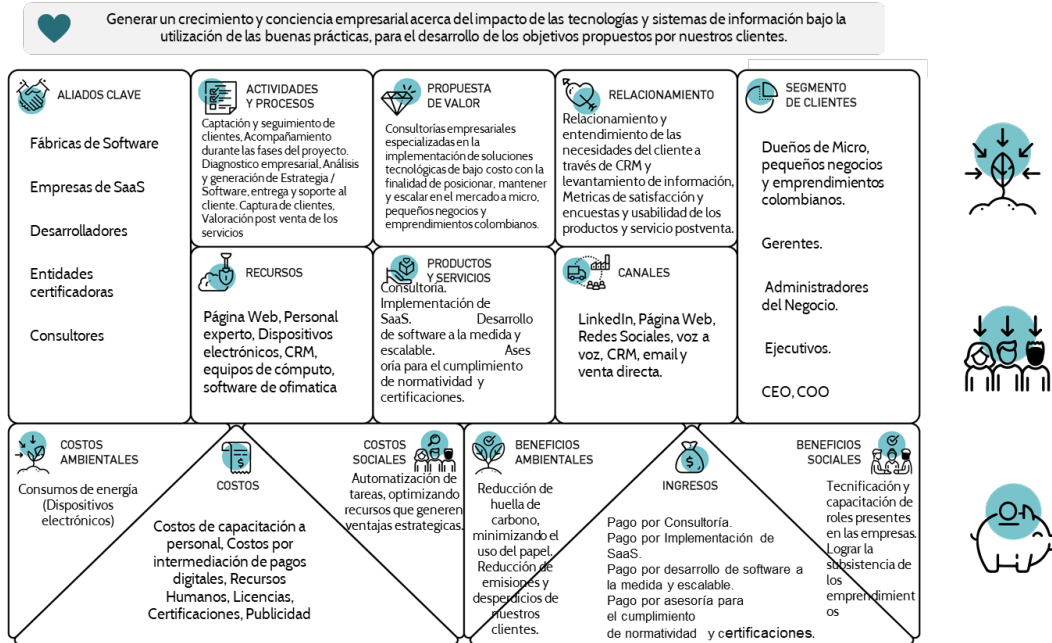 Generar un crecimiento y conciencia empresarial acerca del impacto de las tecnologías y sistemas de información bajo la
utilización de las buenas prácticas, para el desarrollo de los objetivos propuestos por nuestros clientes.
ALIADOS CLAVE
Fábricas de Software
Empresas de SaaS
Desarrolladores
Entidades
certificadoras
Consultores
ACTIVIDADES
Y PROCESOS
Captación y seguimiento de
clientes, Acompañamiento
durante las fases del proyecto.
Diagnostico empresarial, Análisis
y generación de Estrategia /
Software, entrega y soporte al
cliente. Captura de clientes,
Valoración post venta de los
servicios
RECURSOS
Página Web, Personal
experto, Dispositivos
electrónicos, CRM,
equipos de cómputo,
software de ofimatica
PROPUESTA
DE VALOR
Consultorías empresariales
especializadas en la
implementación de soluciones
tecnológicas de bajo costo con la
finalidad de posicionar, mantener
y escalar en el mercado a micro,
pequeños negocios y
emprendimientos colombianos.
PRODUCTOS
Y SERVICIOS
Consultoría.
Implementación de
SaaS. Desarrollo
de software a la medida y
escalable. Ases
oría para el cumplimiento
de normatividad y
certificaciones.
RELACIONAMIENTO
Relacionamiento y
entendimiento de las
necesidades del cliente a
través de CRM y
levantamiento de información,
Metricas de satisfacción y
encuestas y usabilidad de los
productos y servicio postventa.
CANALES
LinkedIn, Página Web,
Redes Sociales, voz a
voz, CRM, email y
venta directa.
SEGMENTO
DE CLIENTES
Dueños de Micro,
pequeños negocios
y emprendimientos
colombianos.
Gerentes.
Administradores
del Negocio.
Ejecutivos.
CEO, COO
COSTOS
AMBIENTALES
Consumos de energía
(Dispositivos
electrónicos)
COSTOS
Costos de capacitación a
personal, Costos por
intermediación de pagos
digitales, Recursos
Humanos, Licencias,
Certificaciones, Publicidad
COSTOS
SOCIALES
Automatización de
tareas, optimizando
recursos que generen
ventajas estrategicas.
BENEFICIOS
AMBIENTALES
Reducción de
huella de
carbono,
minimizando el
uso del papel.
Reducción de
emisiones y
desperdicios de
nuestros
clientes.
INGRESOS
Pago por Consultoría.
Pago por Implementación de
SaaS.
Pago por desarrollo de software a
la medida y escalable.
Pago por asesoría para
el cumplimiento
de normatividad y certificaciones.
BENEFICIOS
SOCIALES
Tecnificación y
capacitación de
roles presentes
en las empresas.
Lograr la
subsistencia de
los
emprendimient
os